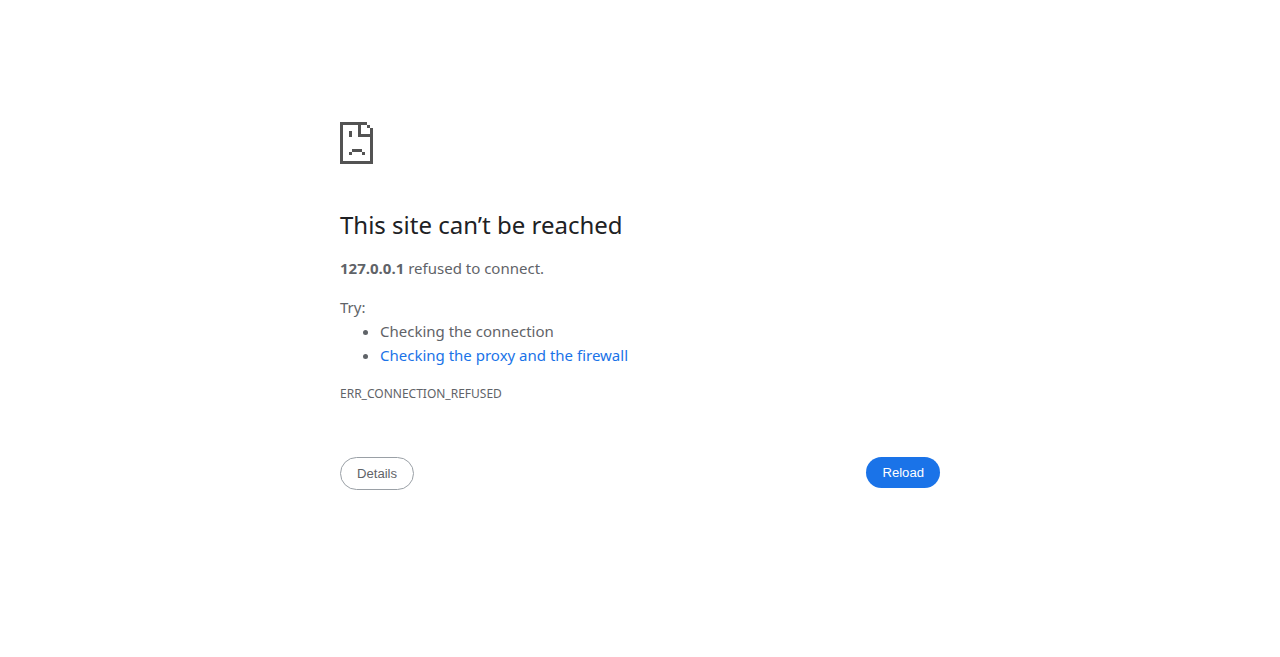 This site can’t be reached
127.0.0.1 refused to connect.
Try:
Checking the connection
Checking the proxy and the firewall
ERR_CONNECTION_REFUSED
Details
Reload